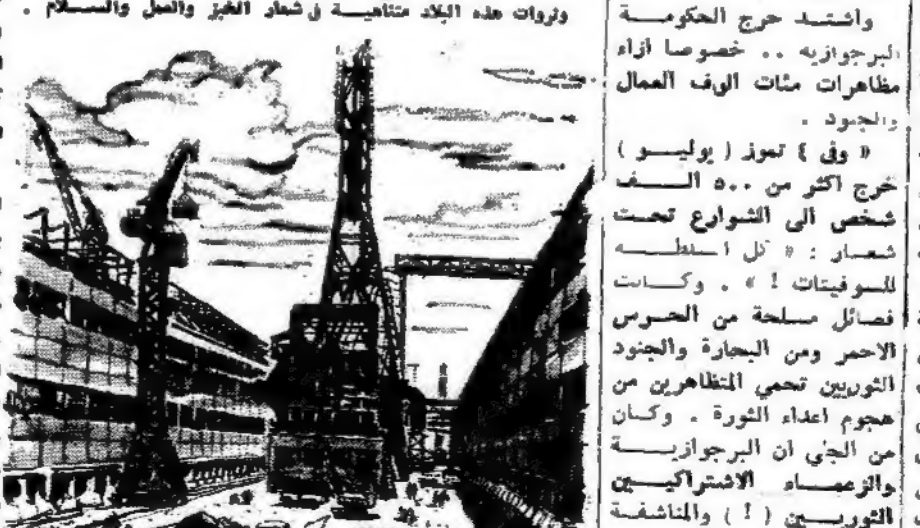 وثروات هذه البلاد متناهية في شعار الخبز والعمل والسلام .
واشتد حرج الحكومة
البرجوازيه .. خصوصا ازاء
مظاهرات مئات الوف العمال
والجنود .
« وفي ٤ تموز ( يوليو )
خرج اكثر من ٥٠٠ الف
شخص الى الشوارع تحت
شعار : « كل السلطه
للسوفيتات ! » . وكانت
فصائل مسلحة من الحرس
الاحمر ومن البحارة والجنود
الثوريين تحمي المتظاهرين من
هجوم اعداء الثورة . وكان
من الجلي ان البرجوازية
والزعماء الاشتراكيين
الثوريين ( ! ) والمناشفة